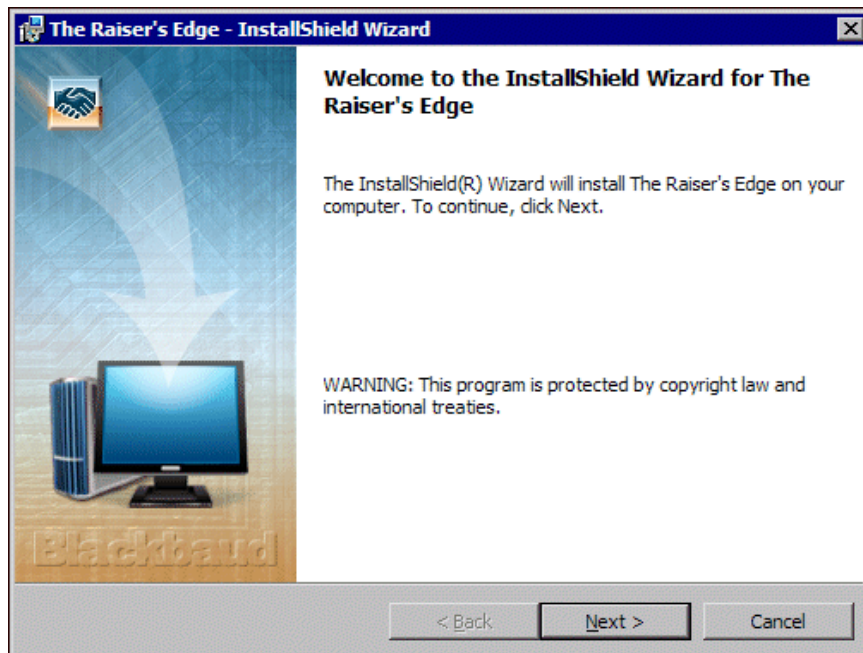 The Raiser's Edge - InstallShield Wizard
Welcome to the InstallShield Wizard for The
Raiser's Edge
The InstallShield(R) Wizard will install The Raiser's Edge on your
computer. To continue, click Next.
WARNING: This program is protected by copyright law and
international treaties.
Blackbaud
< Back
Next >
Cancel